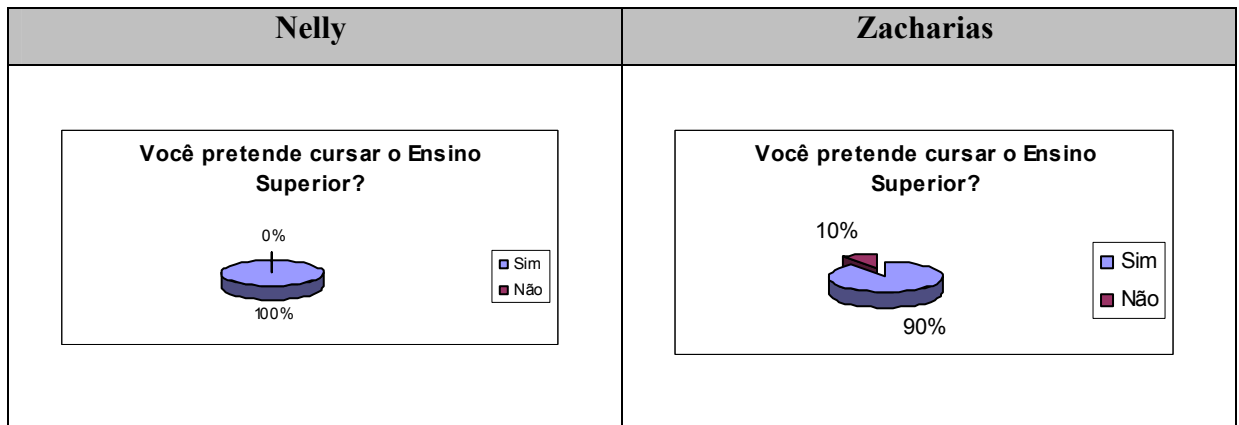 Nelly
Zacharias
Você pretende cursar o Ensino
Superior?
0%
100%
Sim
Não
Você pretende cursar o Ensino
Superior?
10%
90%
Sim
Não